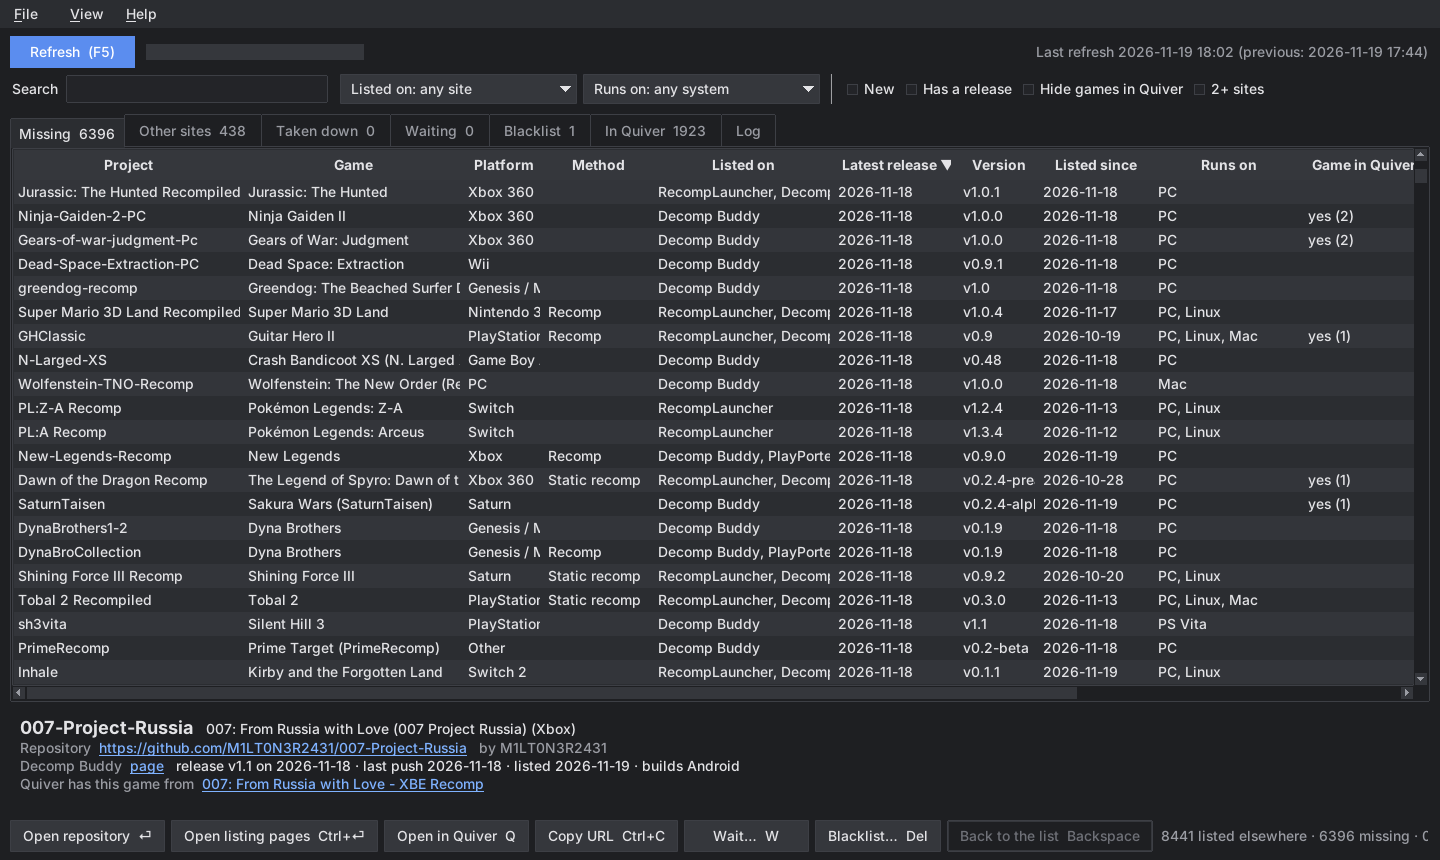 File View Help
Refresh (F5) Last refresh 2026-11-19 18:02 (previous: 2026-11-19 17:44)
Search Listed on: any site Runs on: any system New Has a release Hide games in Quiver 2+ sites
Missing 6396 Other sites 438 Taken down 0 Waiting 0 Blacklist 1 In Quiver 1923 Log
Project Game Platform Method Listed on Latest release ▼ Version Listed since Runs on Game in Quiver
Jurassic: The Hunted Recompiled Jurassic: The Hunted Xbox 360 RecompLauncher, Decomp 2026-11-18 v1.0.1 2026-11-18 PC
Ninja-Gaiden-2-PC Ninja Gaiden II Xbox 360 Decomp Buddy 2026-11-18 v1.0.0 2026-11-18 PC yes (2)
Gears-of-war-judgment-Pc Gears of War: Judgment Xbox 360 Decomp Buddy 2026-11-18 v1.0.0 2026-11-18 PC yes (2)
Dead-Space-Extraction-PC Dead Space: Extraction Wii Decomp Buddy 2026-11-18 v0.9.1 2026-11-18 PC
greendog-recomp Greendog: The Beached Surfer D Genesis / M Decomp Buddy 2026-11-18 v1.0 2026-11-18 PC
Super Mario 3D Land Recompiled Super Mario 3D Land Nintendo 3 Recomp RecompLauncher, Decomp 2026-11-18 v1.0.4 2026-11-17 PC, Linux
GHClassic Guitar Hero II PlayStation Recomp RecompLauncher, Decomp 2026-11-18 v0.9 2026-10-19 PC, Linux, Mac yes (1)
N-Larged-XS Crash Bandicoot XS (N. Larged Game Boy Decomp Buddy 2026-11-18 v0.48 2026-11-18 PC
Wolfenstein-TNO-Recomp Wolfenstein: The New Order (Re PC Decomp Buddy 2026-11-18 v1.0.0 2026-11-18 Mac
PL:Z-A Recomp Pokémon Legends: Z-A Switch RecompLauncher 2026-11-18 v1.2.4 2026-11-13 PC, Linux
PL:A Recomp Pokémon Legends: Arceus Switch RecompLauncher 2026-11-18 v1.3.4 2026-11-12 PC, Linux
New-Legends-Recomp New Legends Xbox Recomp Decomp Buddy, PlayPorte 2026-11-18 v0.9.0 2026-11-19 PC
Dawn of the Dragon Recomp The Legend of Spyro: Dawn of t Xbox 360 Static recomp RecompLauncher, Decomp 2026-11-18 v0.2.4-pre 2026-10-28 PC yes (1)
SaturnTaisen Sakura Wars (SaturnTaisen) Saturn Decomp Buddy 2026-11-18 v0.2.4-alpl 2026-11-19 PC yes (1)
DynaBrothers1-2 Dyna Brothers Genesis / M Decomp Buddy 2026-11-18 v0.1.9 2026-11-18 PC
DynaBroCollection Dyna Brothers Genesis / M Recomp Decomp Buddy, PlayPorte 2026-11-18 v0.1.9 2026-11-18 PC
Shining Force III Recomp Shining Force III Saturn Static recomp RecompLauncher, Decomp 2026-11-18 v0.9.2 2026-10-20 PC, Linux
Tobal 2 Recompiled Tobal 2 PlayStation Static recomp RecompLauncher, Decomp 2026-11-18 v0.3.0 2026-11-13 PC, Linux, Mac
sh3vita Silent Hill 3 PlayStation Decomp Buddy 2026-11-18 v1.1 2026-11-18 PS Vita
PrimeRecomp Prime Target (PrimeRecomp) Other Decomp Buddy 2026-11-18 v0.2-beta 2026-11-18 PC
Inhale Kirby and the Forgotten Land Switch 2 RecompLauncher, Decomp 2026-11-18 v0.1.1 2026-11-19 PC, Linux
007-Project-Russia 007: From Russia with Love (007 Project Russia) (Xbox)
Repository https://github.com/M1LT0N3R2431/007-Project-Russia by M1LT0N3R2431
Decomp Buddy page release v1.1 on 2026-11-18 · last push 2026-11-18 · listed 2026-11-19 · builds Android
Quiver has this game from 007: From Russia with Love - XBE Recomp
Open repository ⏎ Open listing pages Ctrl+⏎ Open in Quiver Q Copy URL Ctrl+C Wait... W Blacklist... Del Back to the list Backspace 8441 listed elsewhere · 6396 missing · 0